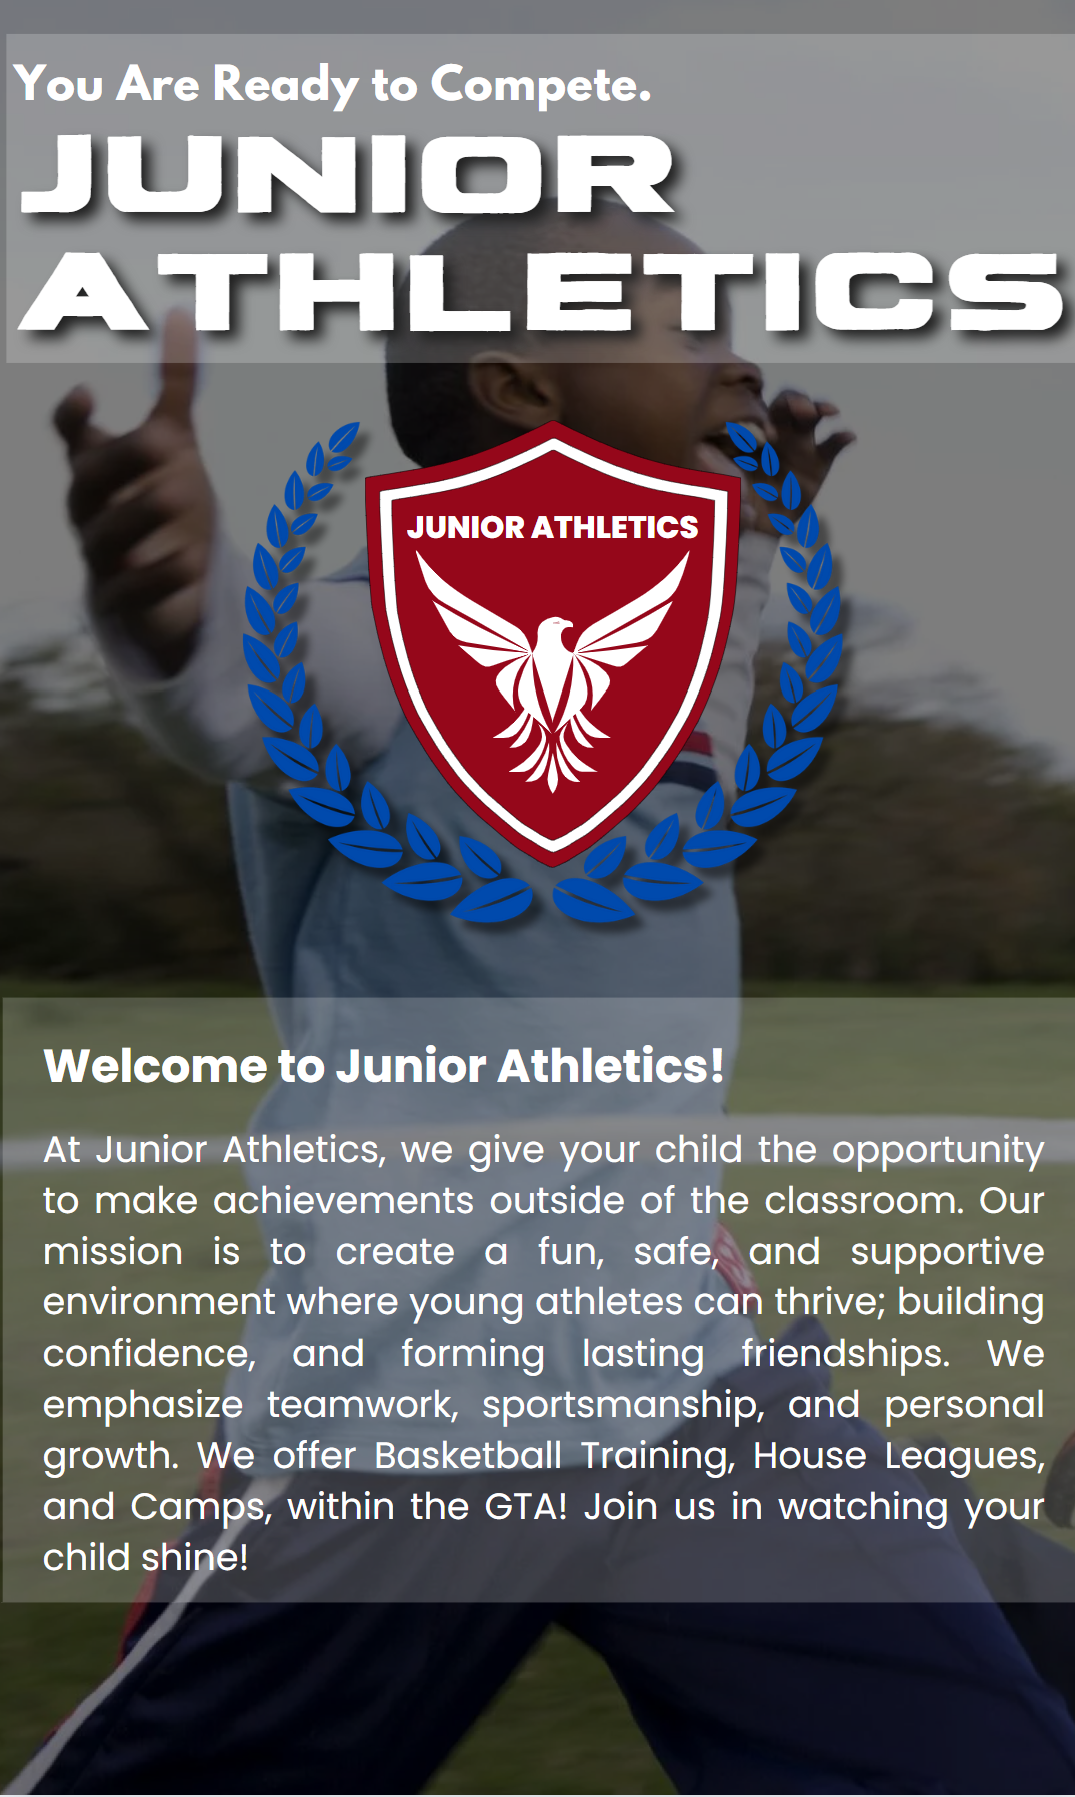 You Are Ready to Compete.
JUNIOR
ATHLETICS
JUNIOR ATHLETICS
Welcome to Junior Athletics!
At Junior Athletics, we give your child the opportunity
to make achievements outside of the classroom. Our
mission is to create a fun, safe, and supportive
environment where young athletes can thrive; building
confidence, and forming lasting friendships. We
emphasize teamwork, sportsmanship, and personal
growth. We offer Basketball Training, House Leagues,
and Camps, within the GTA! Join us in watching your
child shine!